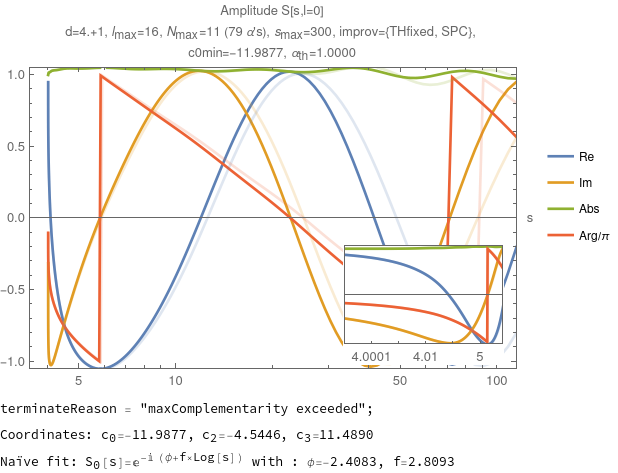 Amplitude S[s,l=0]
d=4.+1, lmax=16, Nmax=11 (79 α's), smax=300, improv={THfixed, SPC},
c0min=-11.9877, αth=1.0000
1.0
0.5
0.0
-0.5
-1.0
5
10
50
100
s
4.0001
4.01
5
Re
Im
Abs
Arg/π
terminateReason = "maxComplementarity exceeded";
Coordinates: c0=-11.9877, c2=-4.5446, c3=11.4890
Naïve fit: S0[s]=e^-i (ϕ+f×Log[s]) with : ϕ=-2.4083, f=2.8093